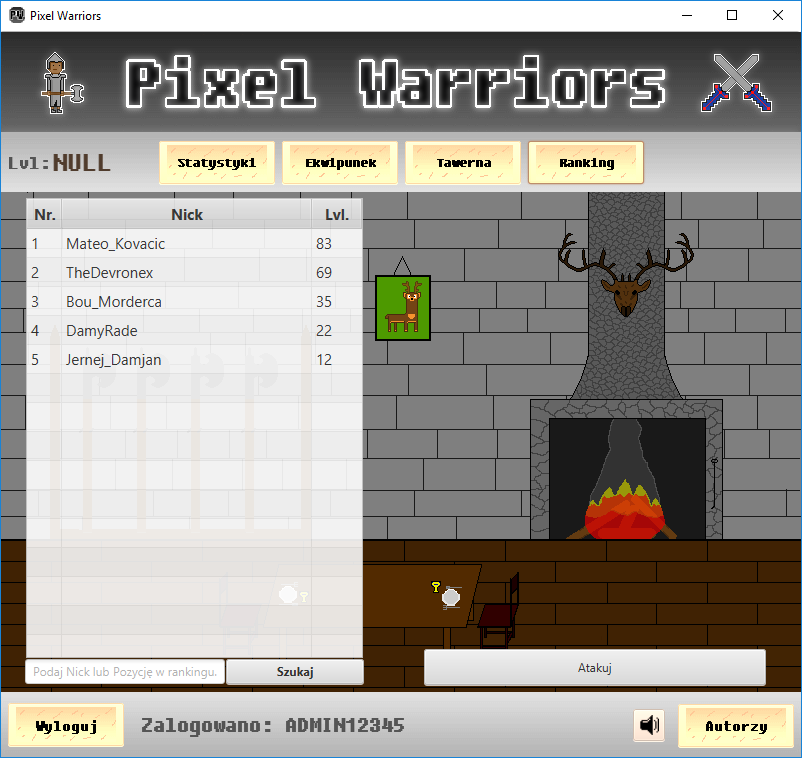 Pixel Warriors
Pixel Warriors
Lvl:NULL
Statystyki
Ekwipunek
Tawerna
Ranking
Nr. Nick Lvl.
1 Mateo_Kovacic 83
2 TheDevronex 69
3 Bou_Morderca 35
4 DamyRade 22
5 Jernej_Damjan 12
Podaj Nick lub Pozycję w rankingu.
Szukaj
Atakuj
Wyloguj
Zalogowano: ADMIN12345
Autorzy